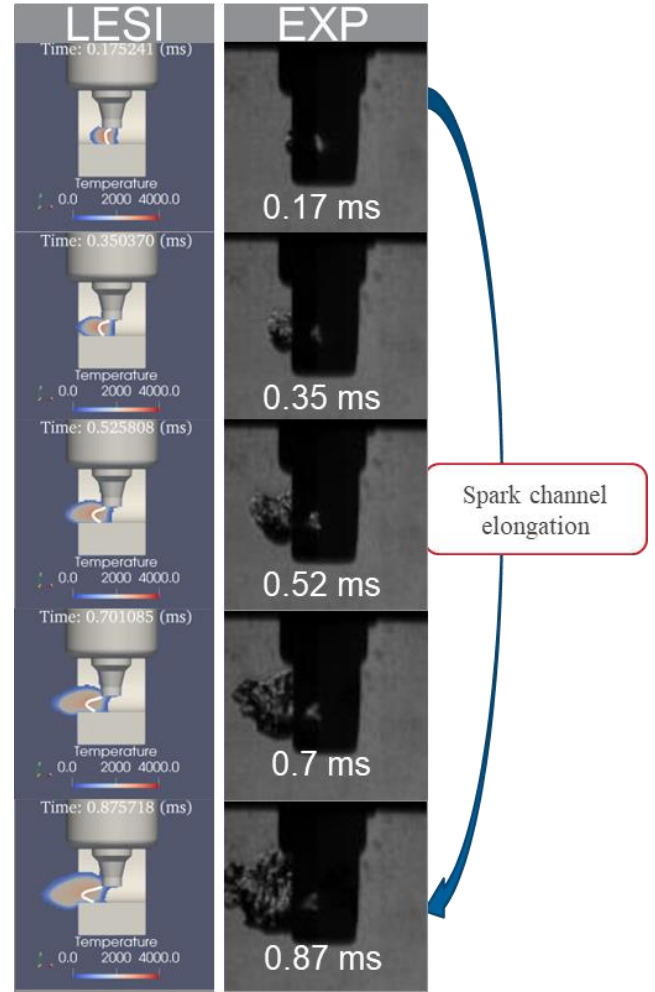 LESI
EXP
Time: 0.175241 (ms)
Temperature
0.0 2000 4000.0
0.17 ms
Time: 0.350370 (ms)
Temperature
0.0 2000 4000.0
0.35 ms
Time: 0.525808 (ms)
Temperature
0.0 2000 4000.0
0.52 ms
Time: 0.701085 (ms)
Temperature
0.0 2000 4000.0
0.7 ms
Time: 0.875718 (ms)
Temperature
0.0 2000 4000.0
0.87 ms
Spark channel
elongation